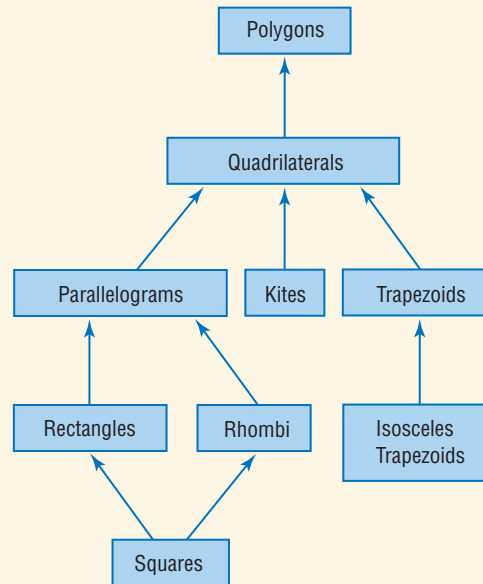 Polygons
Quadrilaterals
Parallelograms
Kites
Trapezoids
Rectangles
Rhombi
Isosceles
Trapezoids
Squares